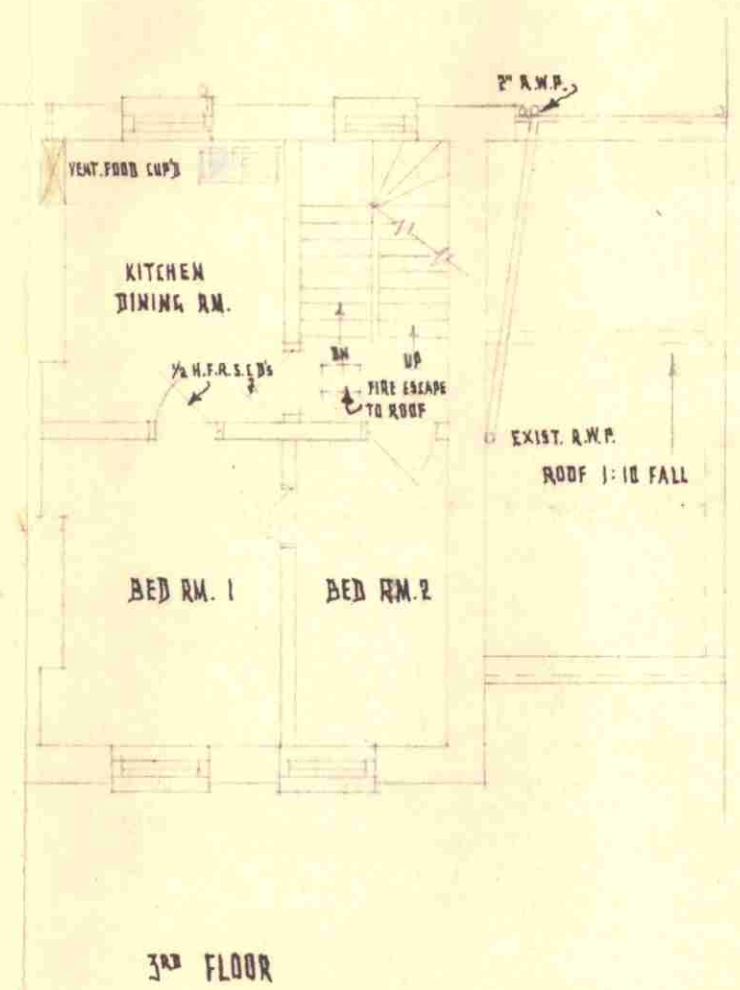 2" R.W.P.
VENT. FOOD CUP'D
KITCHEN
DINING RM.
½ H.F.R.S.C D's
DN
UP
FIRE ESCAPE
TO ROOF
EXIST. R.W.P.
ROOF 1:10 FALL
BED RM. 1
BED RM. 2
3RD FLOOR